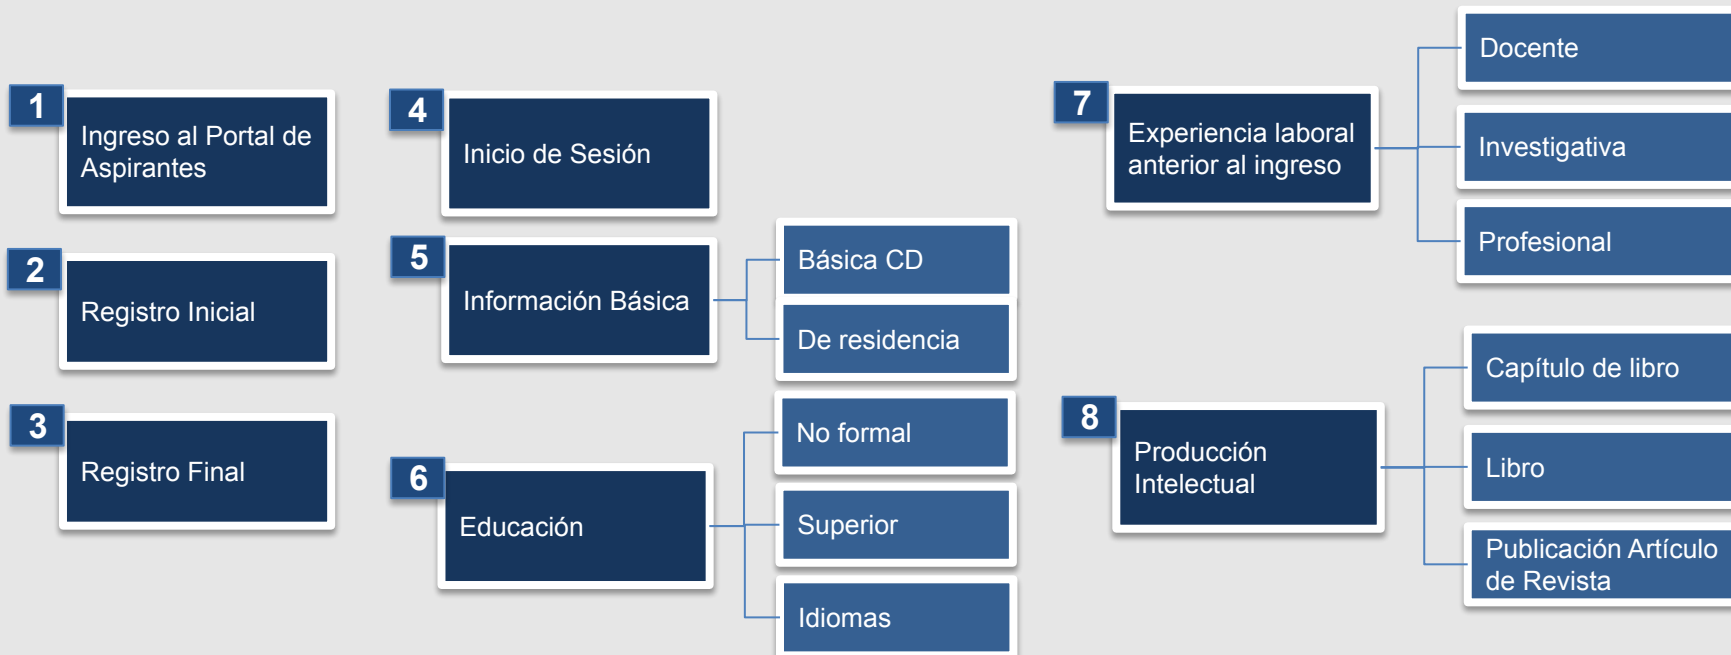 1
Ingreso al Portal de
Aspirantes
2
Registro Inicial
3
Registro Final
4
Inicio de Sesión
5
Información Básica
Básica CD
De residencia
6
Educación
No formal
Superior
Idiomas
7
Experiencia laboral
anterior al ingreso
Docente
Investigativa
Profesional
8
Producción
Intelectual
Capítulo de libro
Libro
Publicación Artículo
de Revista